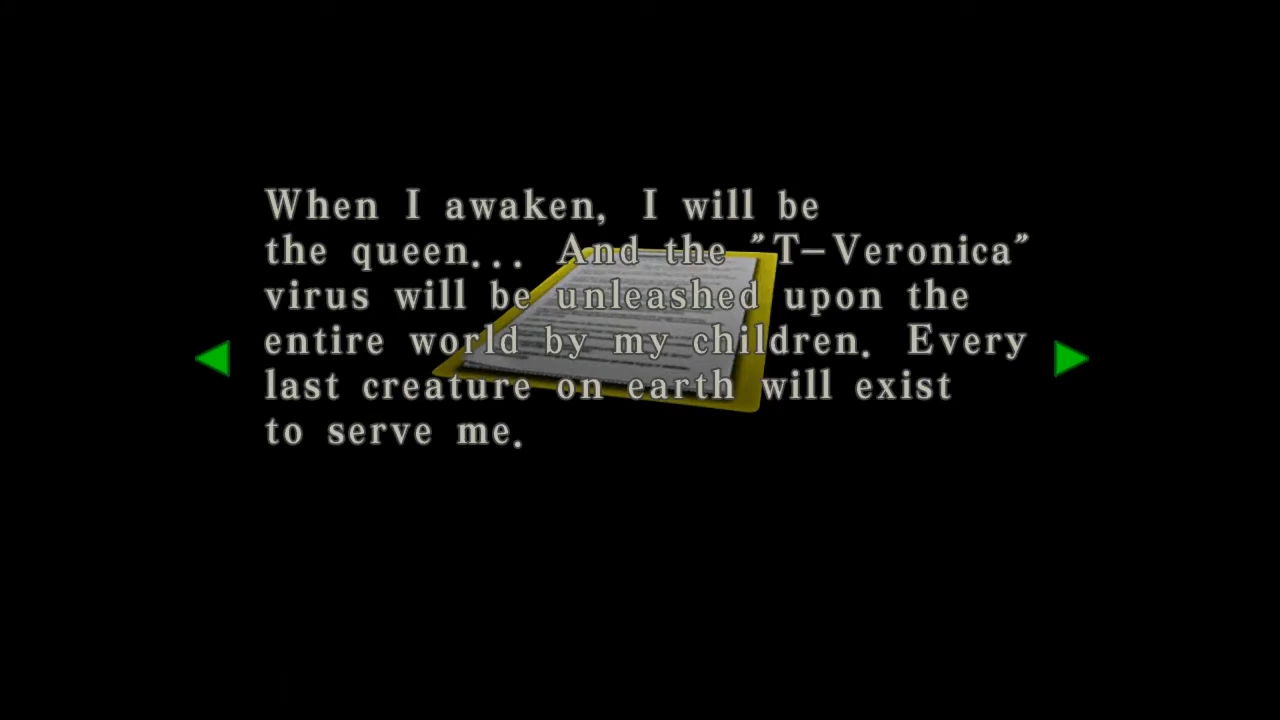 When I awaken, I will be
the queen... And the "T-Veronica"
virus will be unleashed upon the
entire world by my children. Every
last creature on earth will exist
to serve me.